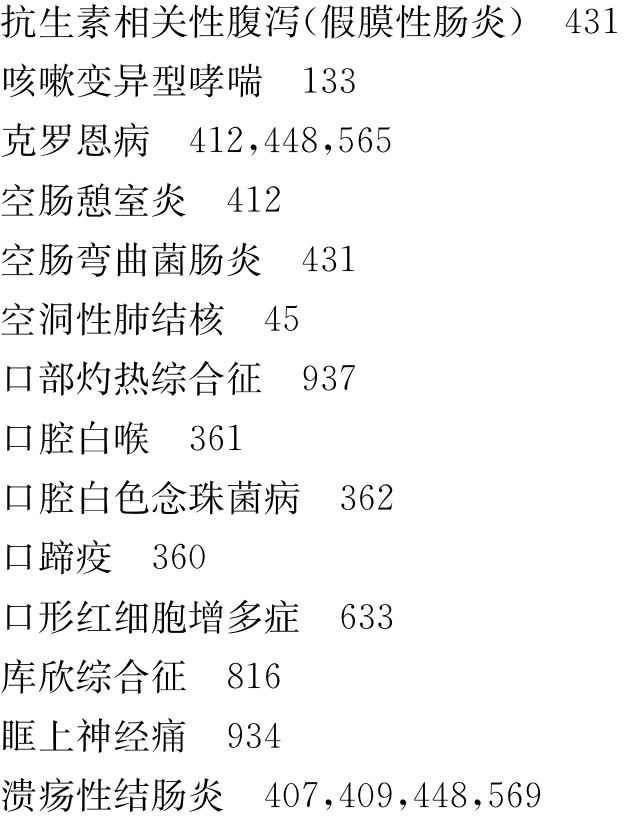 抗生素相关性腹泻(假膜性肠炎) 431
咳嗽变异型哮喘 133
克罗恩病 412,448,565
空肠憩室炎 412
空肠弯曲菌肠炎 431
空洞性肺结核 45
口部灼热综合征 937
口腔白喉 361
口腔白色念珠菌病 362
口蹄疫 360
口形红细胞增多症 633
库欣综合征 816
眶上神经痛 934
溃疡性结肠炎 407,409,448,569